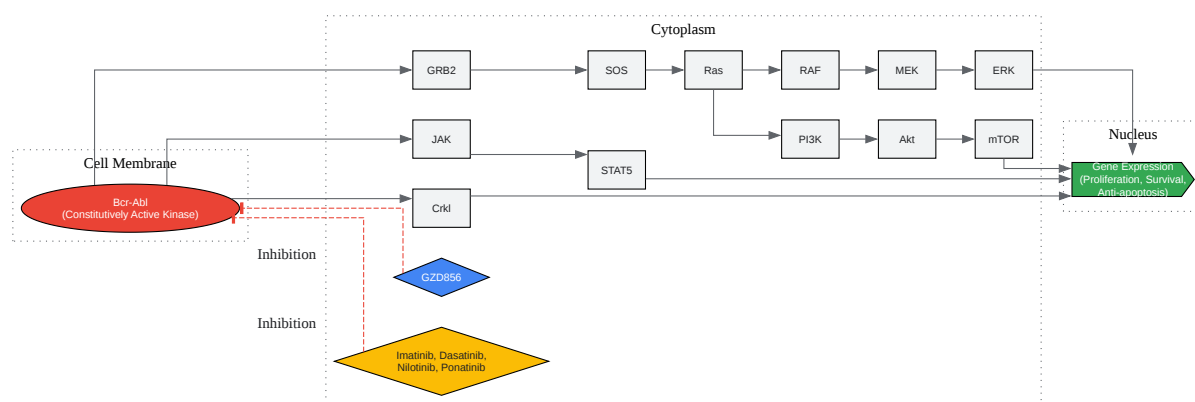 Cytoplasm
GRB2
SOS
Ras
RAF
MEK
ERK
JAK
STAT5
PI3K
Akt
mTOR
Nucleus
Gene Expression
(Proliferation, Survival,
Anti-apoptosis)
Cell Membrane
Bcr-Abl
(Constitutively Active Kinase)
Crkl
Inhibition
GZD856
Inhibition
Imatinib, Dasatinib,
Nilotinib, Ponatinib